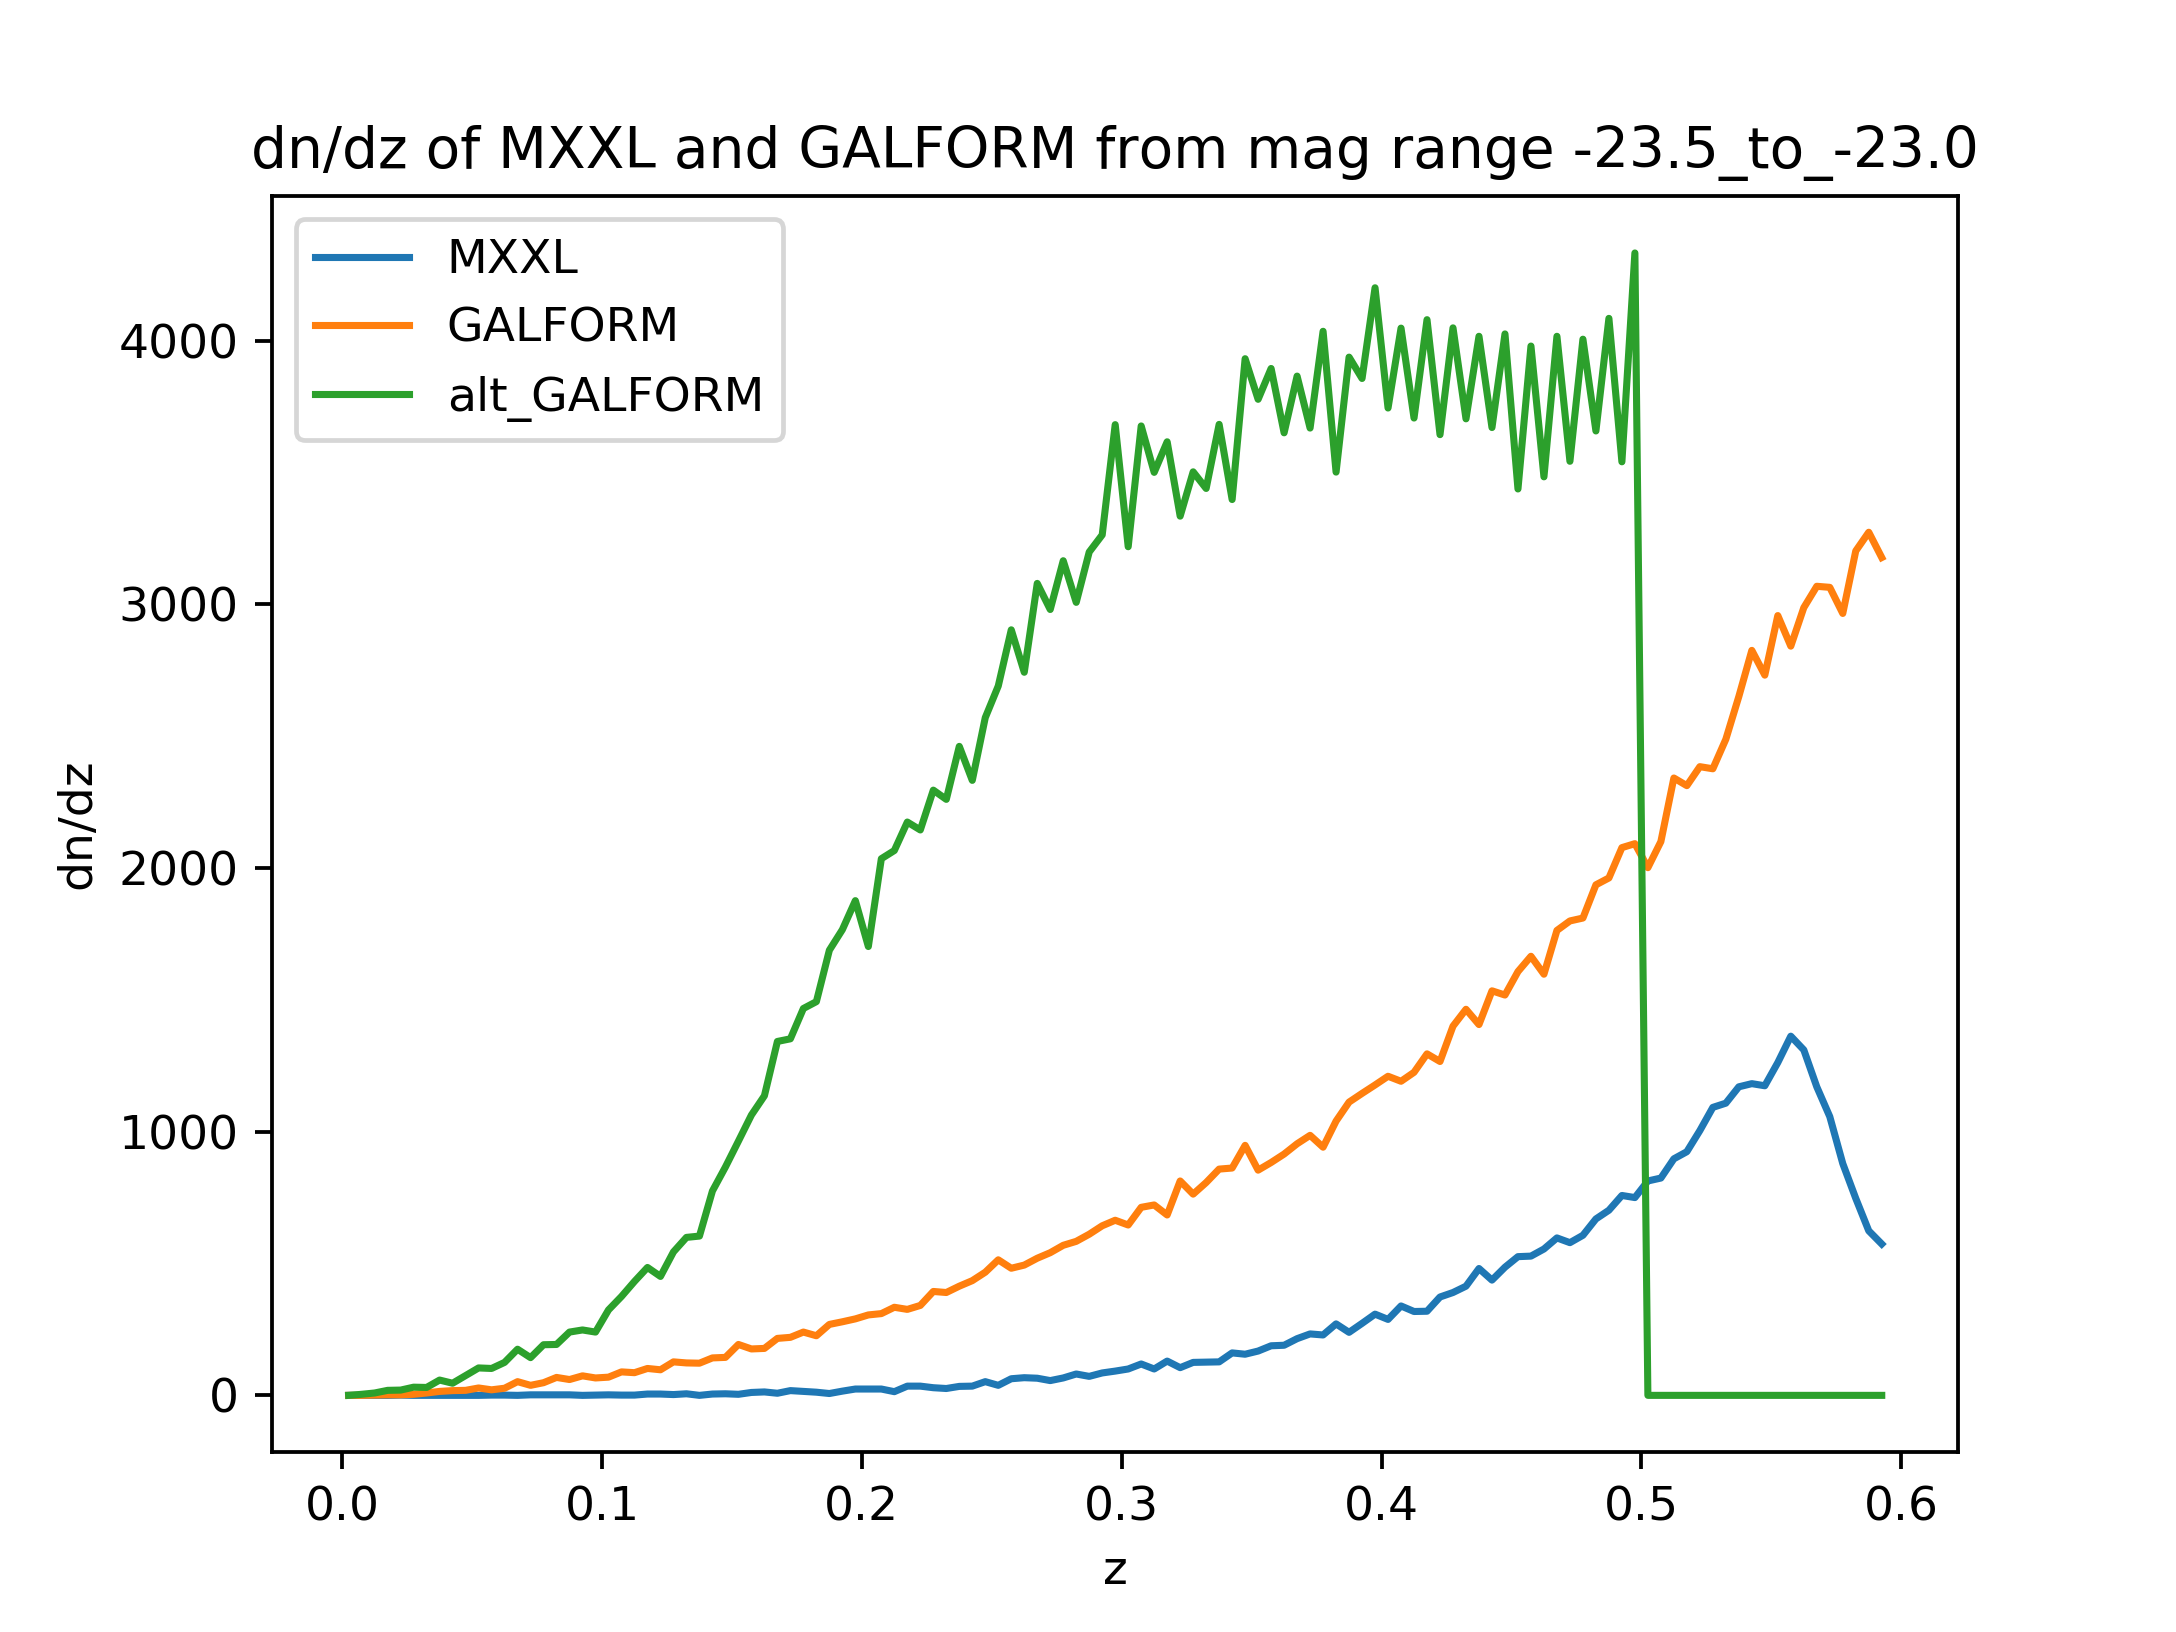 dn/dz of MXXL and GALFORM from mag range -23.5_to_-23.0
MXXL
GALFORM
alt_GALFORM
4000
3000
2000
1000
0
dn/dz
0.0 0.1 0.2 0.3 0.4 0.5 0.6
z